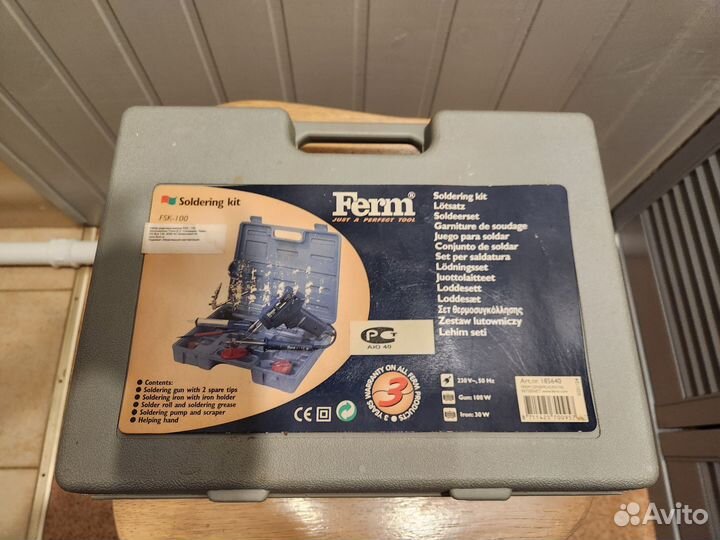 Soldering kit
FSK-100
Ferm®
JUST A PERFECT TOOL
Soldering kit
Lötsatz
Soldeerset
Garniture de soudage
Juego para soldar
Conjunto de soldar
Set per saldatura
Lödningsset
Juottolaitteet
Loddesett
Loddesæt
Σετ θερμοσυγκόλλησης
Zestaw lutowniczy
Lehim seti
РСТ
АЮ 40
● Contents:
● Soldering gun with 2 spare tips
● Soldering iron with iron holder
● Solder roll and soldering grease
● Soldering pump and scraper
● Helping hand
CE
3 YEARS WARRANTY ON ALL FERM PRODUCTS
3
230 V~, 50 Hz
Gun: 100 W
Iron: 30 W
Art.nr. 185640
Avito